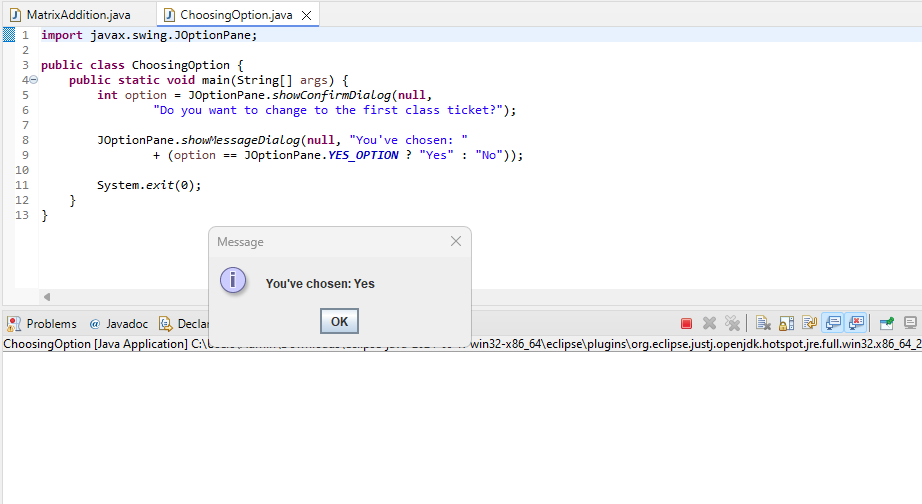 MatrixAddition.java ChoosingOption.java
1 import javax.swing.JOptionPane;
2
3 public class ChoosingOption {
4 public static void main(String[] args) {
5 int option = JOptionPane.showConfirmDialog(null,
6 "Do you want to change to the first class ticket?");
7
8 JOptionPane.showMessageDialog(null, "You've chosen: "
9 + (option == JOptionPane.YES_OPTION ? "Yes" : "No"));
10
11 System.exit(0);
12 }
13 }
Message
You've chosen: Yes
OK
Problems @ Javadoc Declar
ChoosingOption [Java Application] C:\ win32-x86_64\eclipse\plugins\org.eclipse.justj.openjdk.hotspot.jre.full.win32.x86_64_2